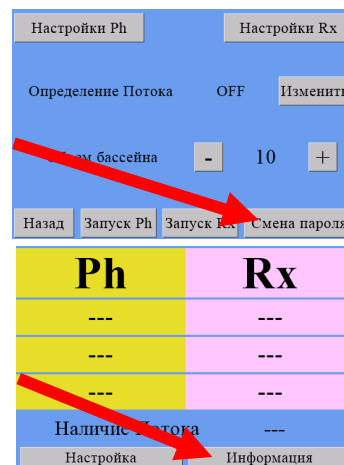 Настройки Ph Настройки Rx
Определение Потока OFF Изменить
бассейна - 10 +
Назад Запуск Ph Запуск Rx Смена пароля
Ph Rx
--- ---
--- ---
--- ---
Наличие Потока ---
Настройка Информация